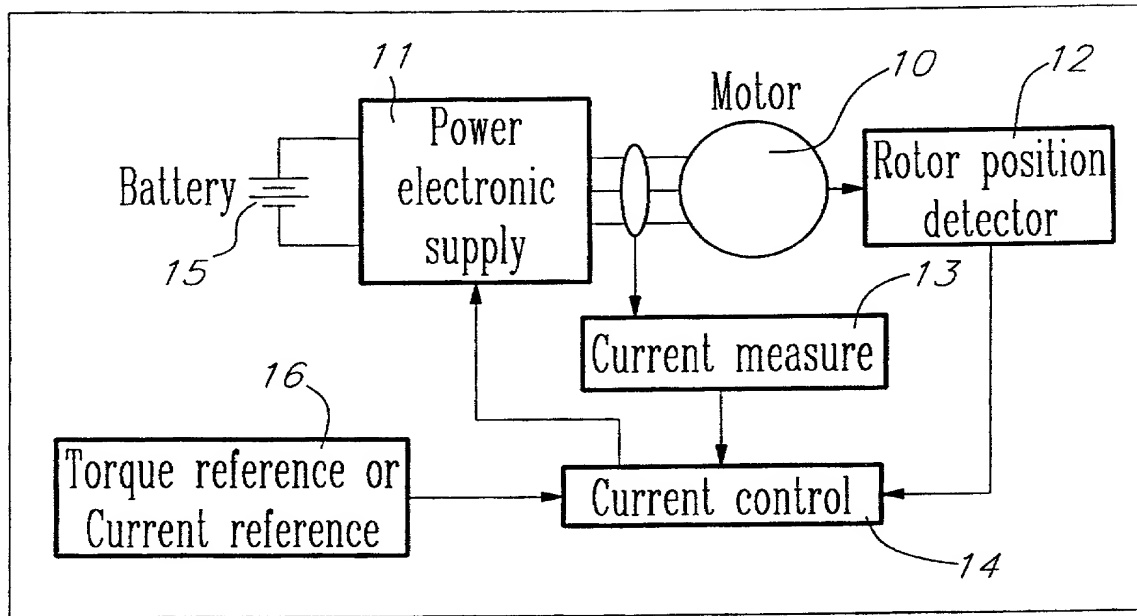 11
10
12
Motor
Power
electronic
supply
Rotor position
detector
Battery
15
13
Current measure
16
Torque reference or
Current reference
Current control
14